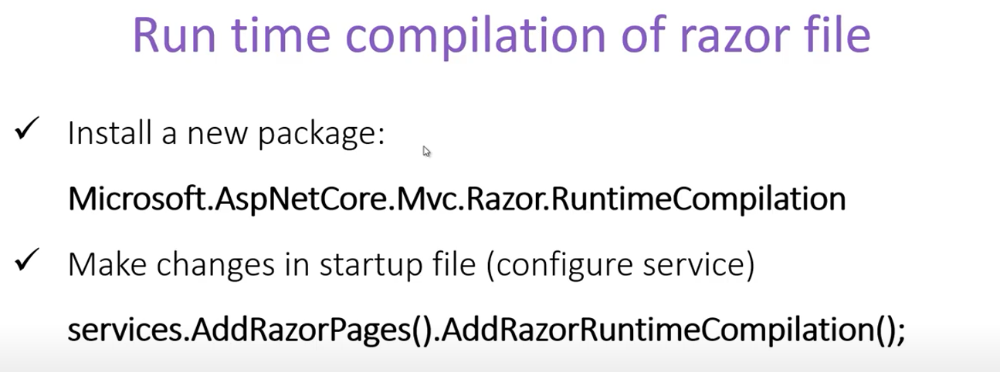 Run time compilation of razor file
✓ Install a new package:
Microsoft.AspNetCore.Mvc.Razor.RuntimeCompilation
✓ Make changes in startup file (configure service)
services.AddRazorPages().AddRazorRuntimeCompilation();